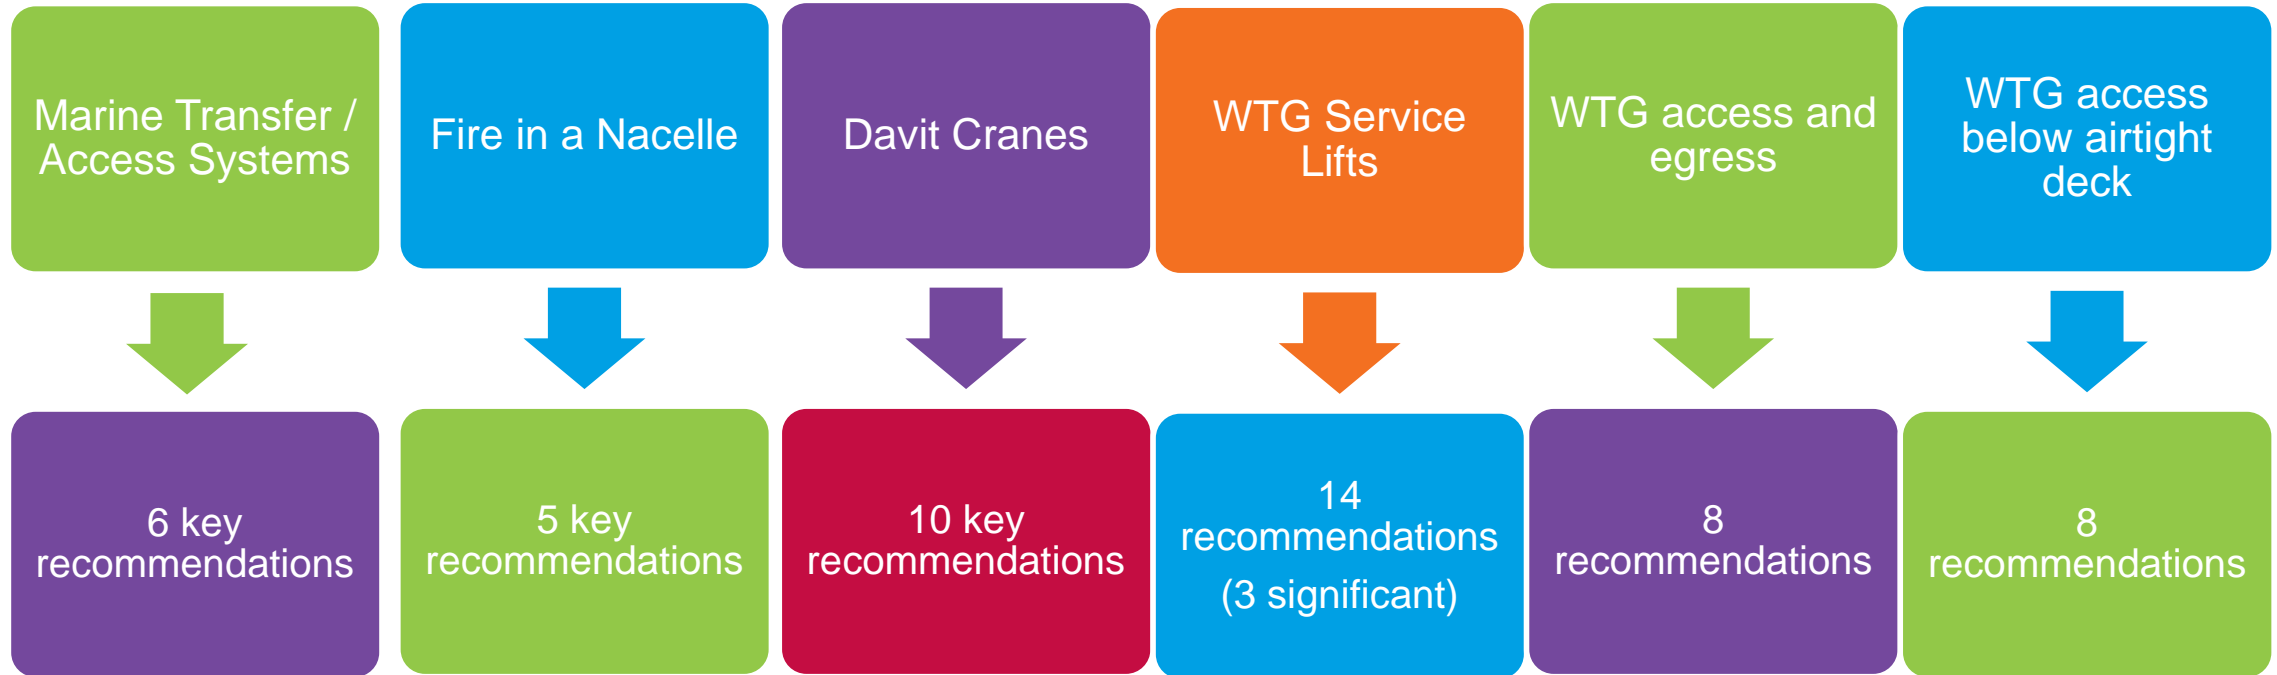 Marine Transfer /
Access Systems
Fire in a Nacelle
Davit Cranes
WTG Service
Lifts
WTG access and
egress
WTG access
below airtight
deck
6 key
recommendations
5 key
recommendations
10 key
recommendations
14
recommendations
(3 significant)
8
recommendations
8
recommendations